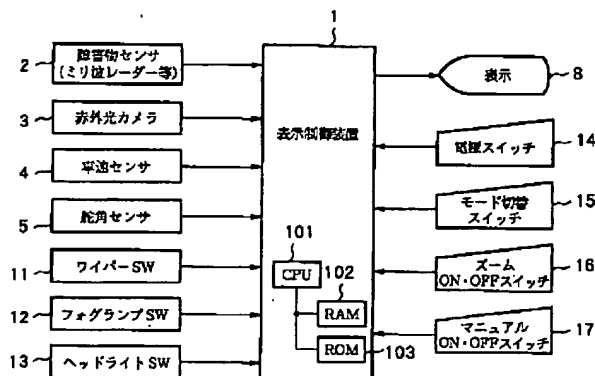 1
障害物センサ
(ミリ波レーダー等)
2
赤外光カメラ
3
車速センサ
4
舵角センサ
5
ワイパーSW
11
フォグランプSW
12
ヘッドライトSW
13
表示制御装置
101
CPU
102
RAM
ROM
103
表示
8
電源スイッチ
14
モード切替
スイッチ
15
ズーム
ON・OFFスイッチ
16
マニュアル
ON・OFFスイッチ
17